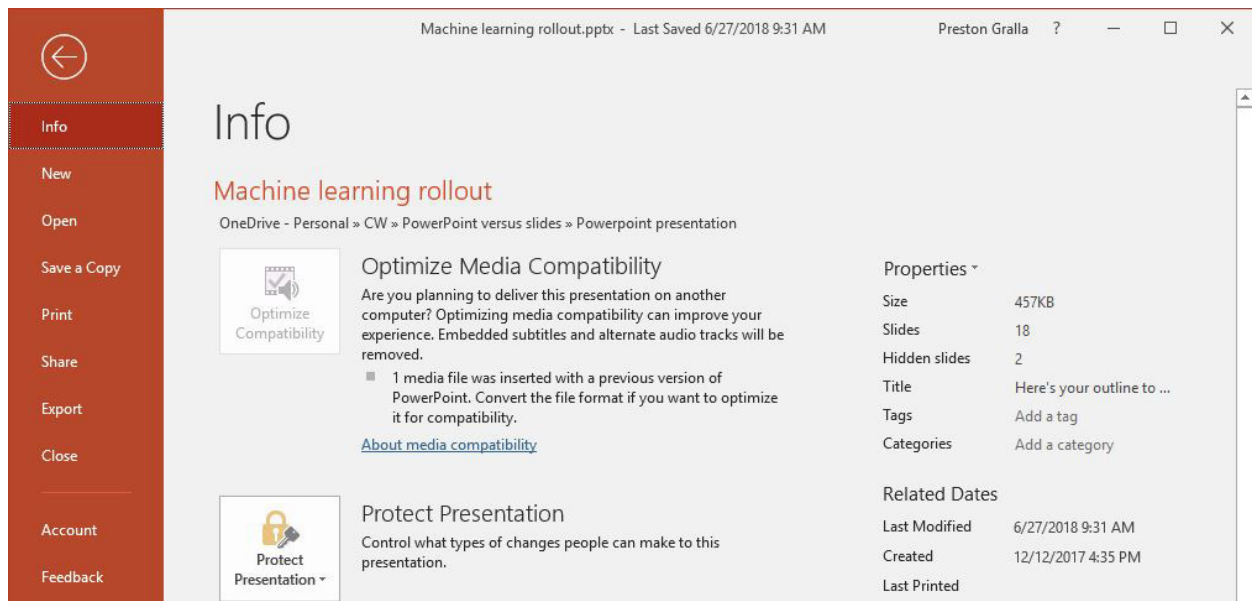 Machine learning rollout.pptx - Last Saved 6/27/2018 9:31 AM
Preston Gralla
?
Info
New
Open
Save a Copy
Print
Share
Export
Close
Account
Feedback
Info
Machine learning rollout
OneDrive - Personal » CW » PowerPoint versus slides » Powerpoint presentation
Optimize
Compatibility
Optimize Media Compatibility
Are you planning to deliver this presentation on another
computer? Optimizing media compatibility can improve your
experience. Embedded subtitles and alternate audio tracks will be
removed.
1 media file was inserted with a previous version of
PowerPoint. Convert the file format if you want to optimize
it for compatibility.
About media compatibility
Protect
Presentation
Protect Presentation
Control what types of changes people can make to this
presentation.
Properties
Size 457KB
Slides 18
Hidden slides 2
Title Here's your outline to ...
Tags Add a tag
Categories Add a category
Related Dates
Last Modified 6/27/2018 9:31 AM
Created 12/12/2017 4:35 PM
Last Printed